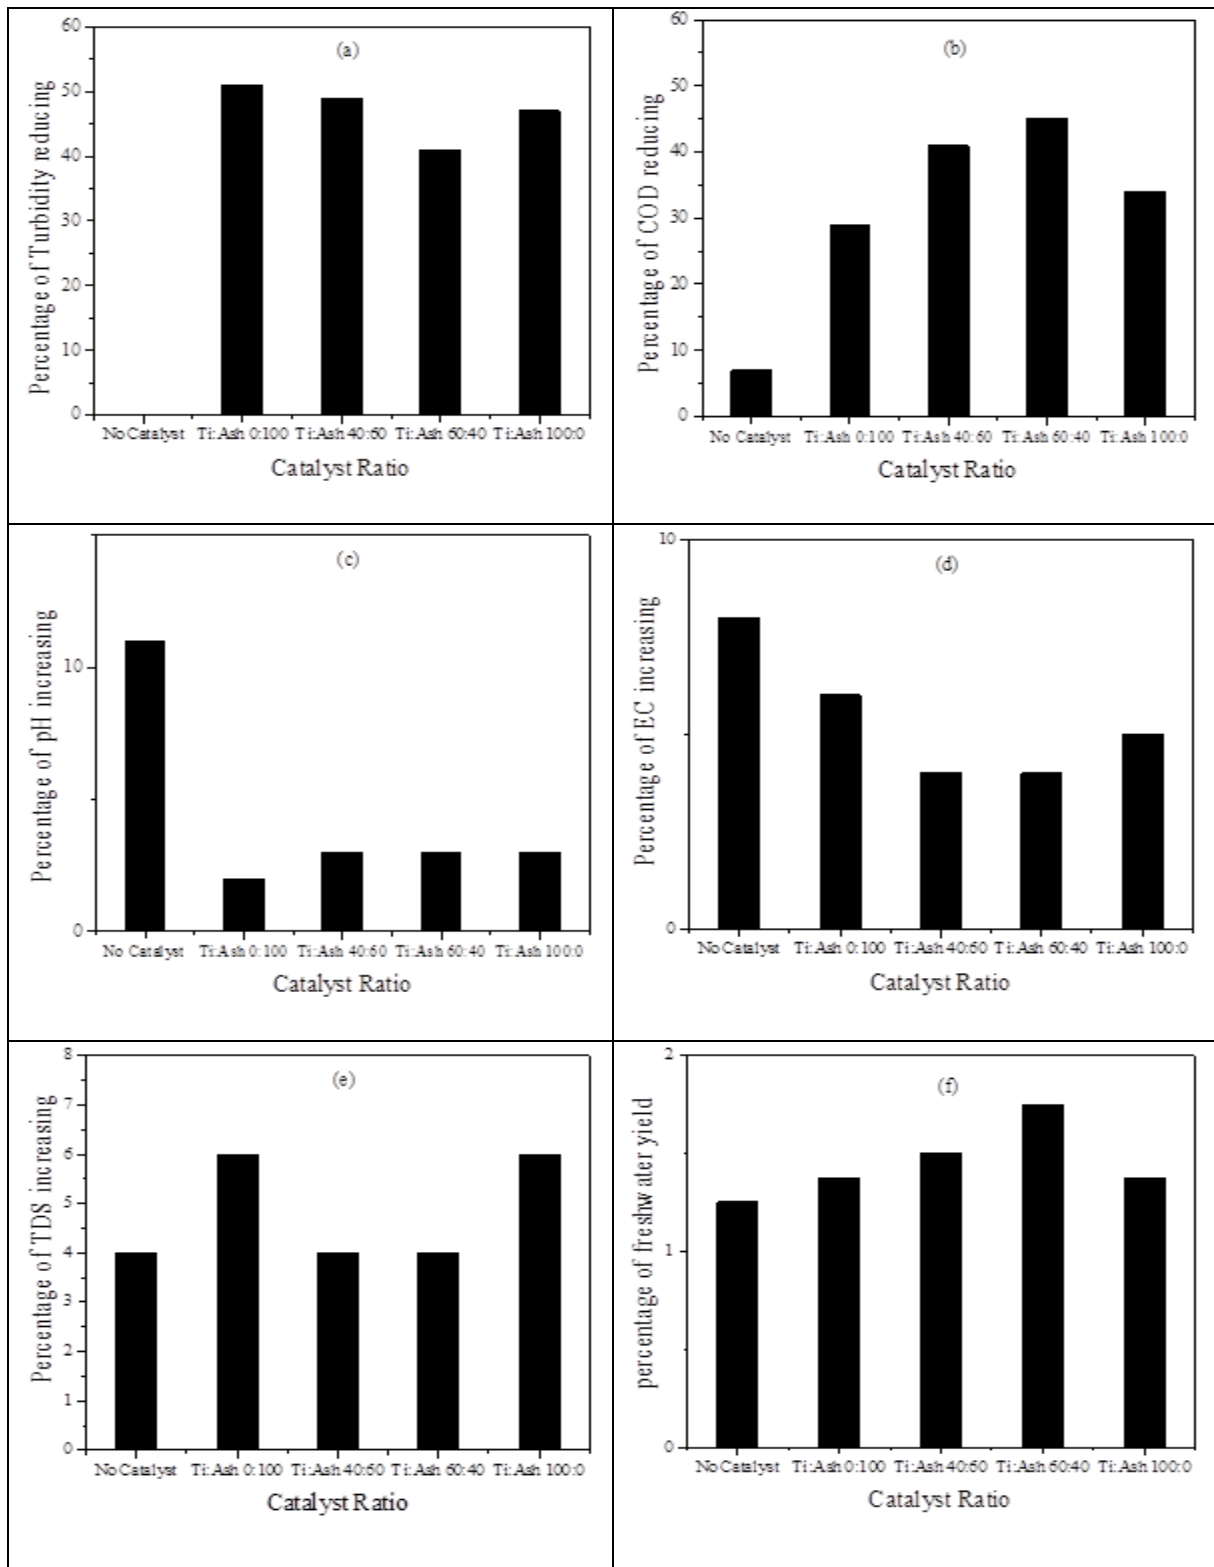 (a)
Percentage of Turbidity reducing
60
50
40
30
20
10
0
No Catalyst Ti:Ash 0:100 Ti:Ash 40:60 Ti:Ash 60:40 Ti:Ash 100:0
Catalyst Ratio
(b)
Percentage of COD reducing
60
50
40
30
20
10
0
No Catalyst Ti:Ash 0:100 Ti:Ash 40:60 Ti:Ash 60:40 Ti:Ash 100:0
Catalyst Ratio
(c)
Percentage of pH increasing
10
0
No Catalyst Ti:Ash 0:100 Ti:Ash 40:60 Ti:Ash 60:40 Ti:Ash 100:0
Catalyst Ratio
(d)
Percentage of EC increasing
10
0
No Catalyst Ti:Ash 0:100 Ti:Ash 40:60 Ti:Ash 60:40 Ti:Ash 100:0
Catalyst Ratio
(e)
Percentage of TDS increasing
8
7
6
5
4
3
2
1
0
No Catalyst Ti:Ash 0:100 Ti:Ash 40:60 Ti:Ash 60:40 Ti:Ash 100:0
Catalyst Ratio
(f)
percentage of freshwater yield
2
1
0
No Catalyst Ti:Ash 0:100 Ti:Ash 40:60 Ti:Ash 60:40 Ti:Ash 100:0
Catalyst Ratio